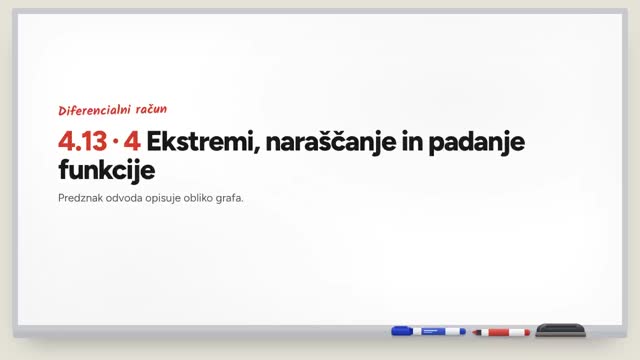 Diferencialni račun
4.13 · 4 Ekstremi, naraščanje in padanje
funkcije
Predznak odvoda opisuje obliko grafa.